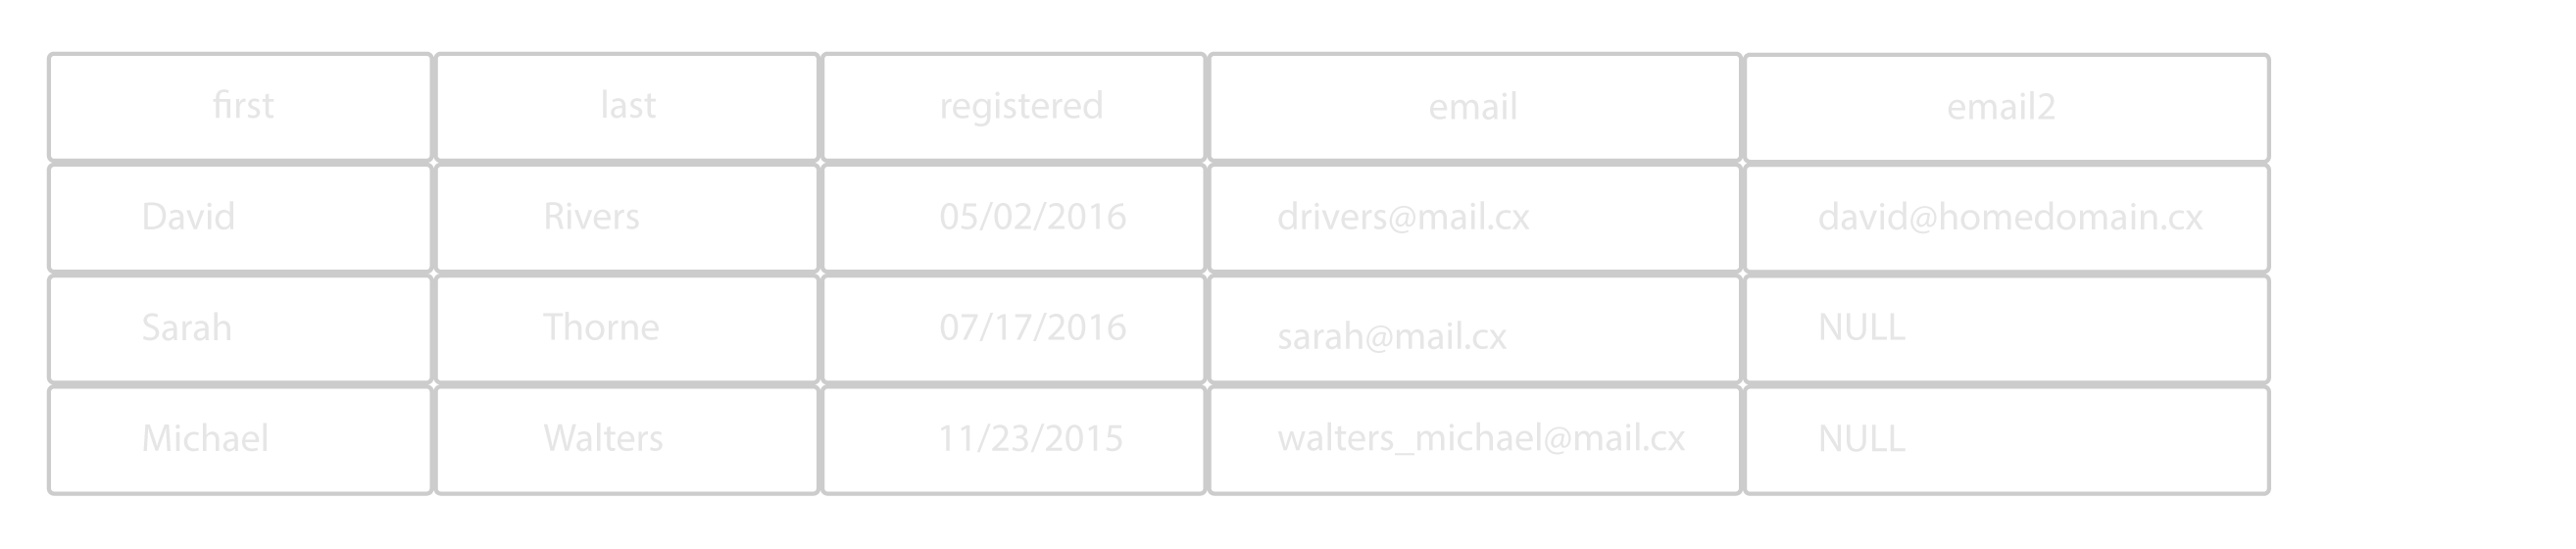 first last registered email email2
David Rivers 05/02/2016 drivers@mail.cx david@homedomain.cx
Sarah Thorne 07/17/2016 sarah@mail.cx NULL
Michael Walters 11/23/2015 walters_michael@mail.cx NULL